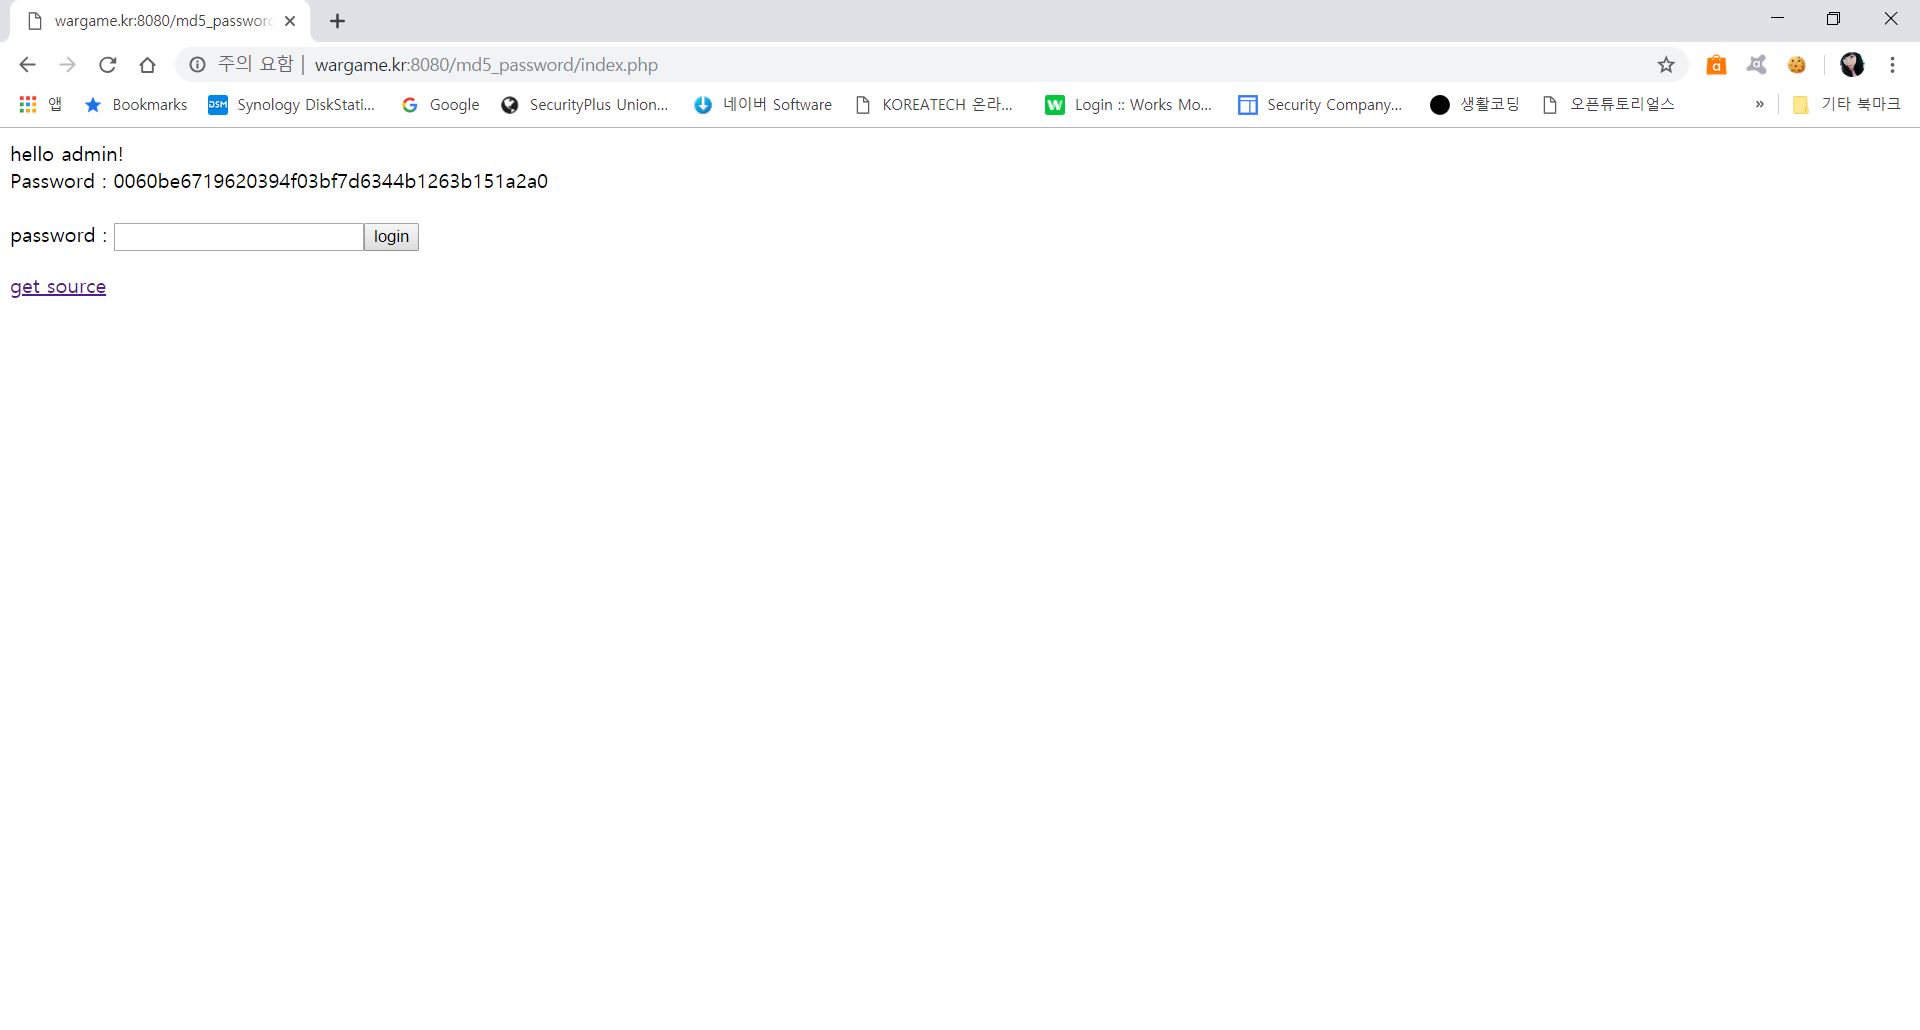 wargame.kr:8080/md5_password
주의 요함 | wargame.kr:8080/md5_password/index.php
앱 Bookmarks Synology DiskStati... Google SecurityPlus Union... 네이버 Software KOREATECH 온라... Login :: Works Mo... Security Company... 생활코딩 오픈튜토리얼스 » 기타 북마크
hello admin!
Password : 0060be6719620394f03bf7d6344b1263b151a2a0
password : login
get source